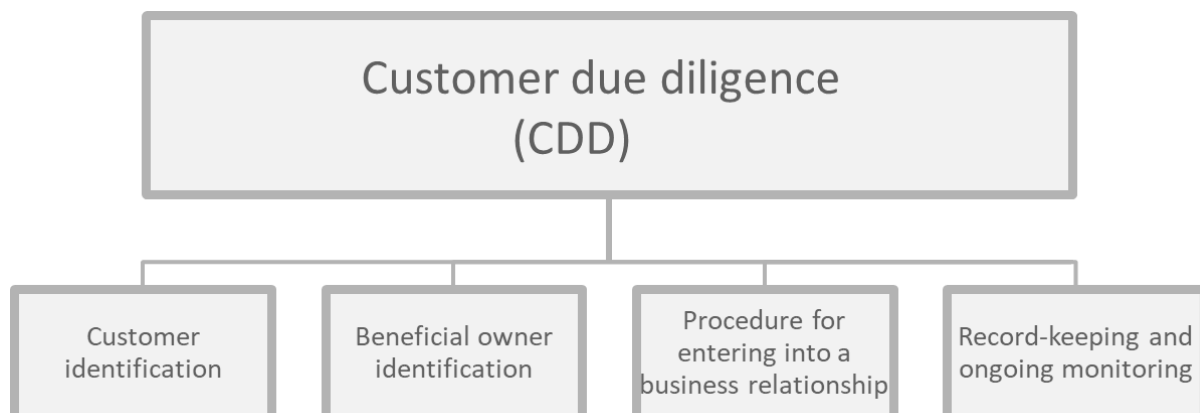 Customer due diligence
(CDD)
Customer
identification
Beneficial owner
identification
Procedure for
entering into a
business relationship
Record-keeping and
ongoing monitoring